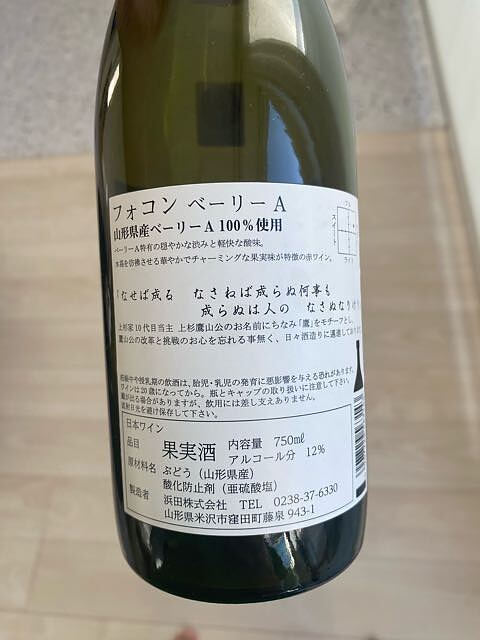 フォコン ベーリーA
山形県産ベーリーA 100%使用
ベーリーA特有の穏やかな渋みと軽快な酸味。
木苺を彷彿させる華やかでチャーミングな果実味が特徴の赤ワイン。
スイート
ライト
「なせば成る なさねば成らぬ何事も
成らぬは人の なさぬなりけり
上杉家10代目当主 上杉鷹山公のお名前にちなみ「鷹」をモチーフとし、
鷹山公の改革と挑戦のお心を忘れる事無く、日々酒造りに邁進しており
妊娠中や授乳期の飲酒は、胎児・乳児の発育に悪影響を与える恐れがあります。
ワインは20歳になってから。瓶とキャップの取り扱いに注意して下さい。
澱が出る場合がありますが、飲用には差し支えありません。
直射日光を避け保存して下さい。
日本ワイン
品目 果実酒 内容量 750㎖
アルコール分 12%
原材料名 ぶどう(山形県産)
酸化防止剤(亜硫酸塩)
製造者 浜田株式会社 TEL 0238-37-6330
山形県米沢市窪田町藤泉 943-1